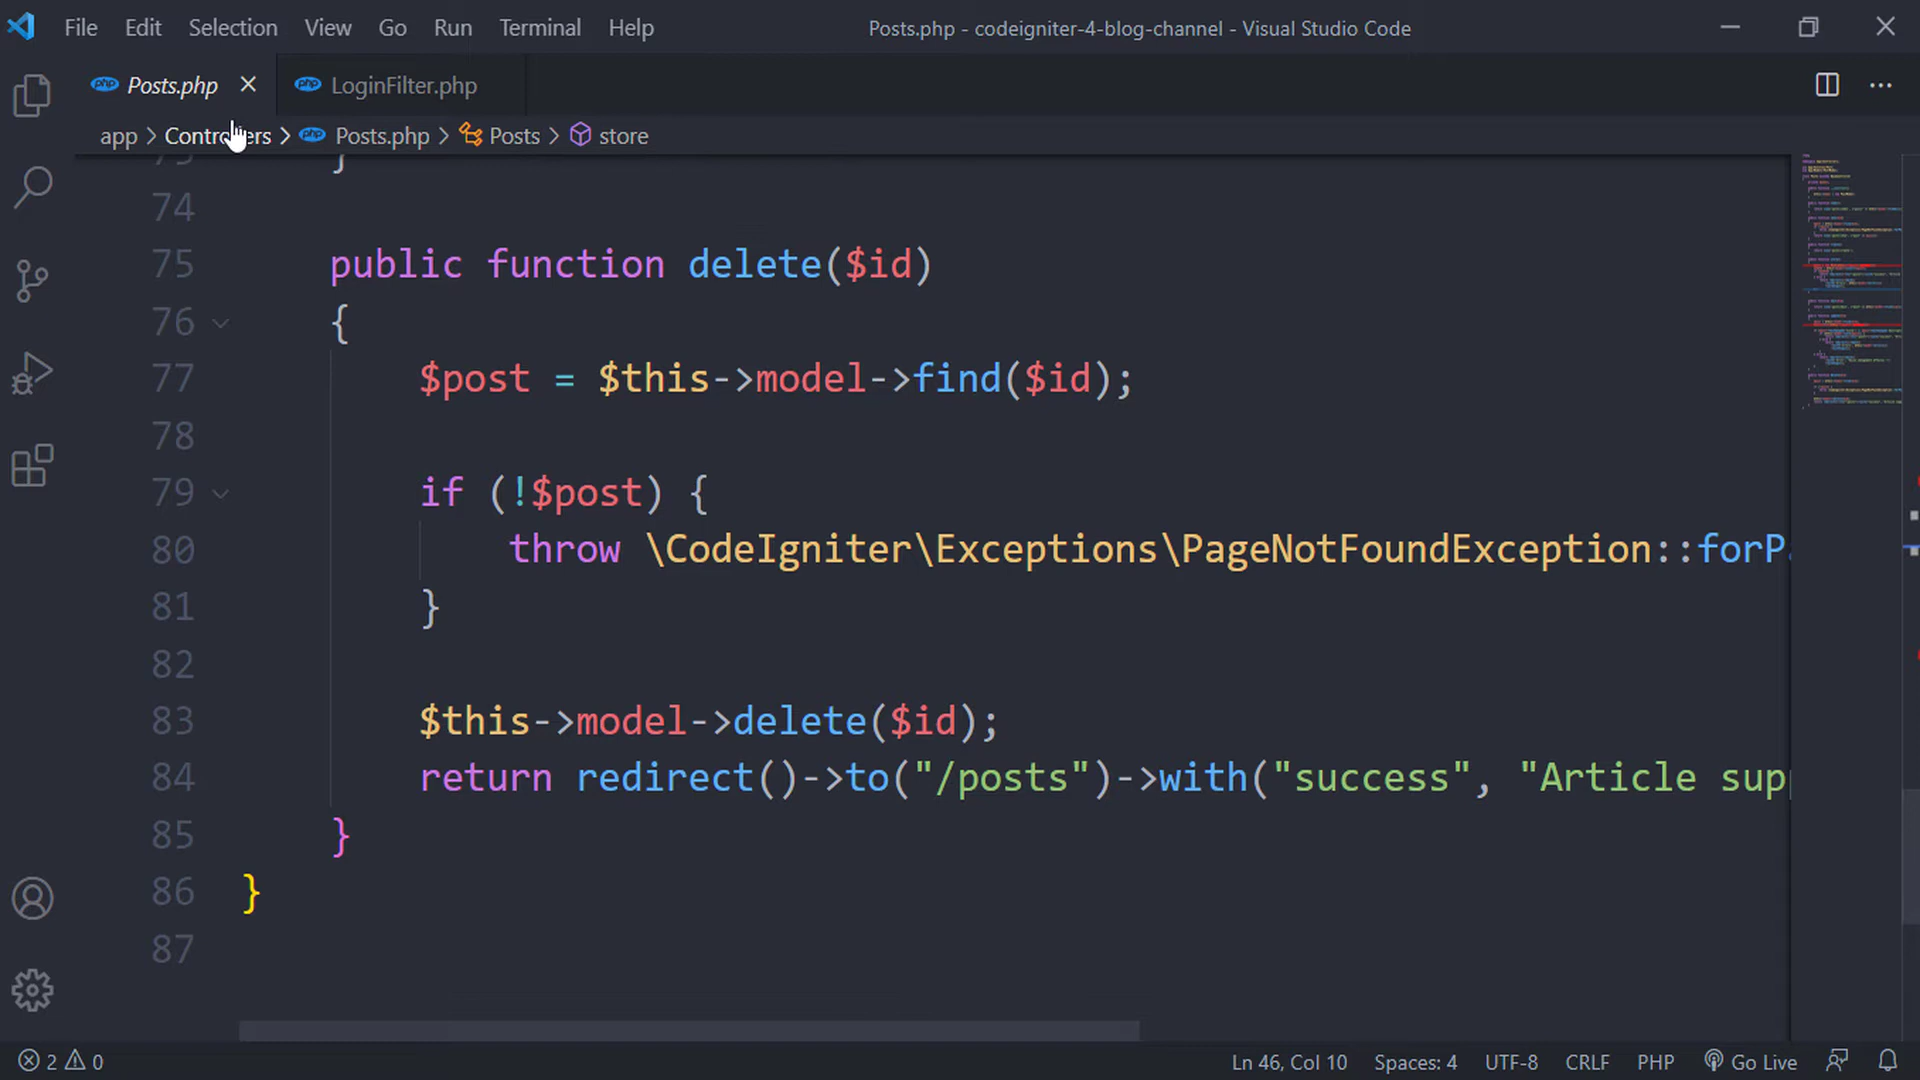 File Edit Selection View Go Run Terminal Help Posts.php - codeigniter-4-blog-channel - Visual Studio Code
Posts.php LoginFilter.php
app > Controllers > Posts.php > Posts > store
74
75 public function delete($id)
76 {
77 $post = $this->model->find($id);
78
79 if (!$post) {
80 throw \CodeIgniter\Exceptions\PageNotFoundException::forP
81 }
82
83 $this->model->delete($id);
84 return redirect()->to("/posts")->with("success", "Article sup
85 }
86 }
87
2 0 Ln 46, Col 10 Spaces: 4 UTF-8 CRLF PHP Go Live